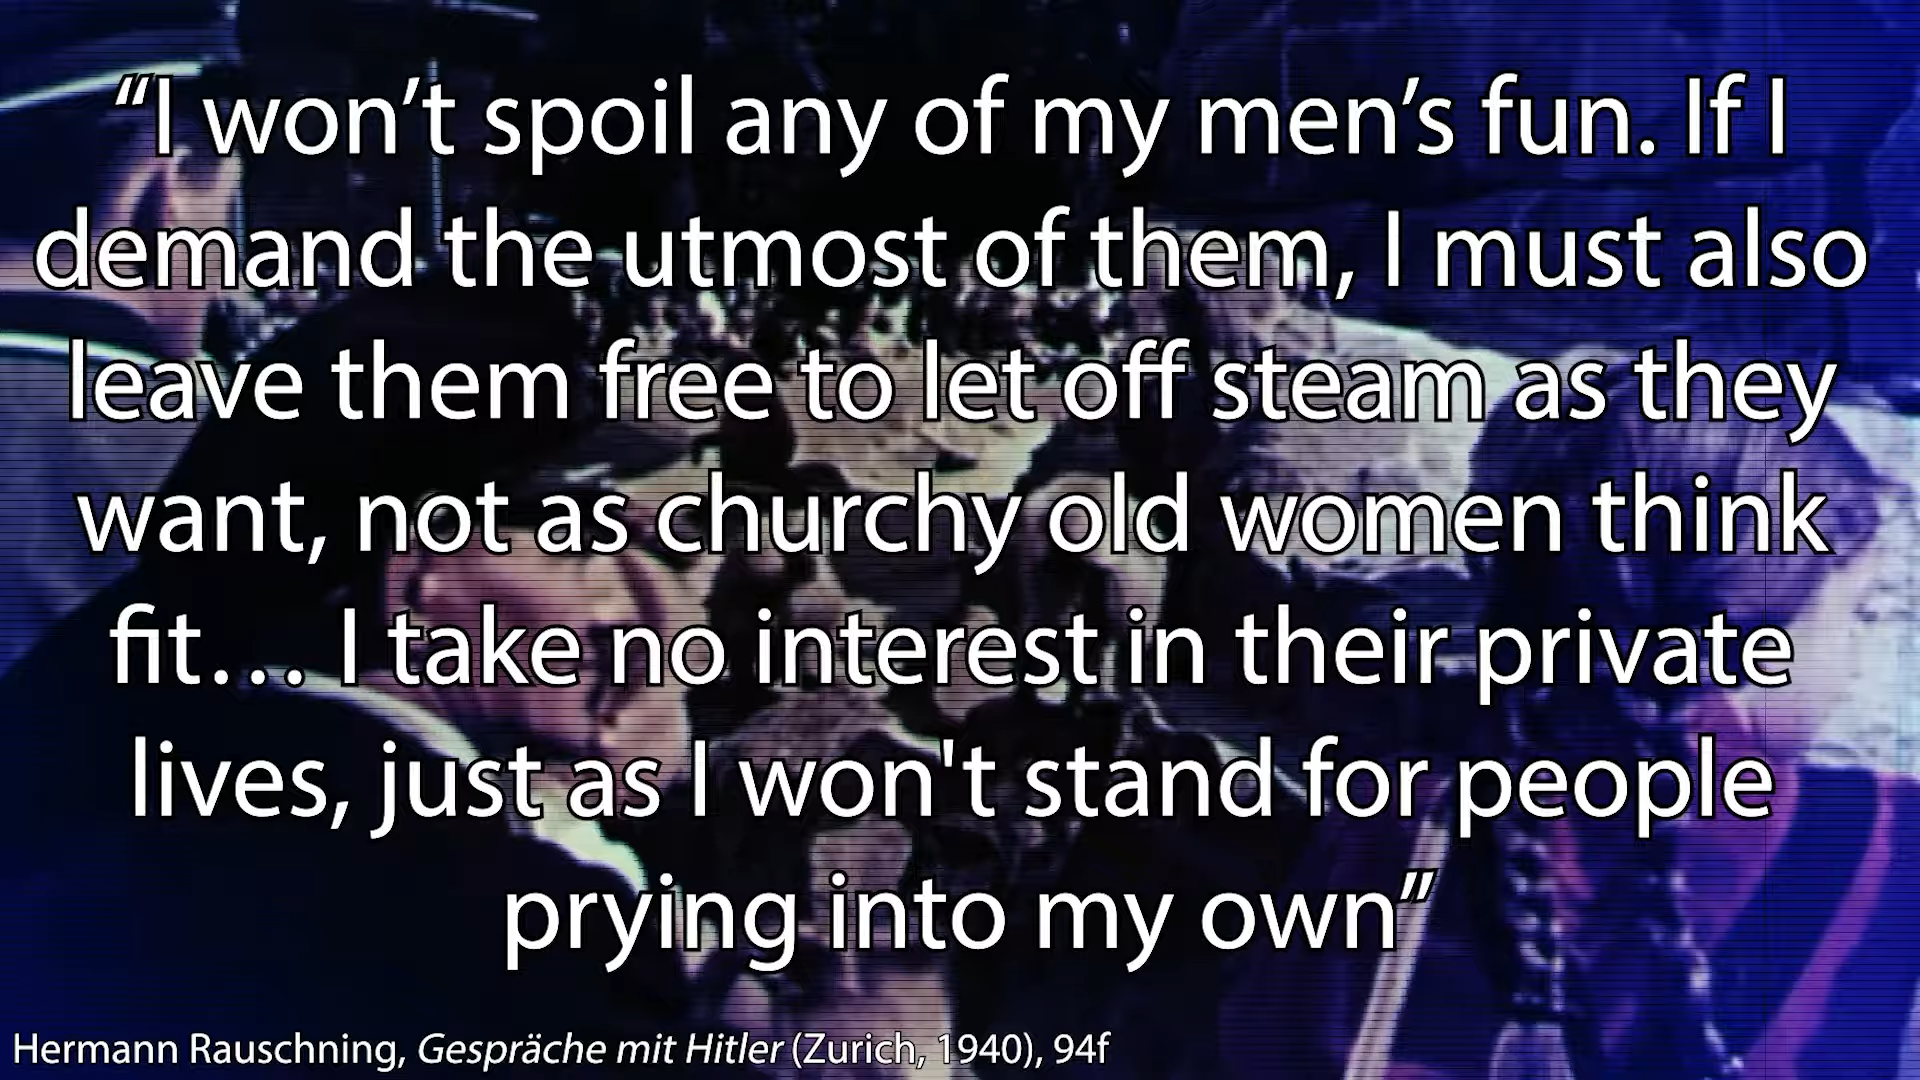 “I won’t spoil any of my men’s fun. If I
demand the utmost of them, I must also
leave them free to let off steam as they
want, not as churchy old women think
fit… I take no interest in their private
lives, just as I won't stand for people
prying into my own”
Hermann Rauschning, Gespräche mit Hitler (Zurich, 1940), 94f